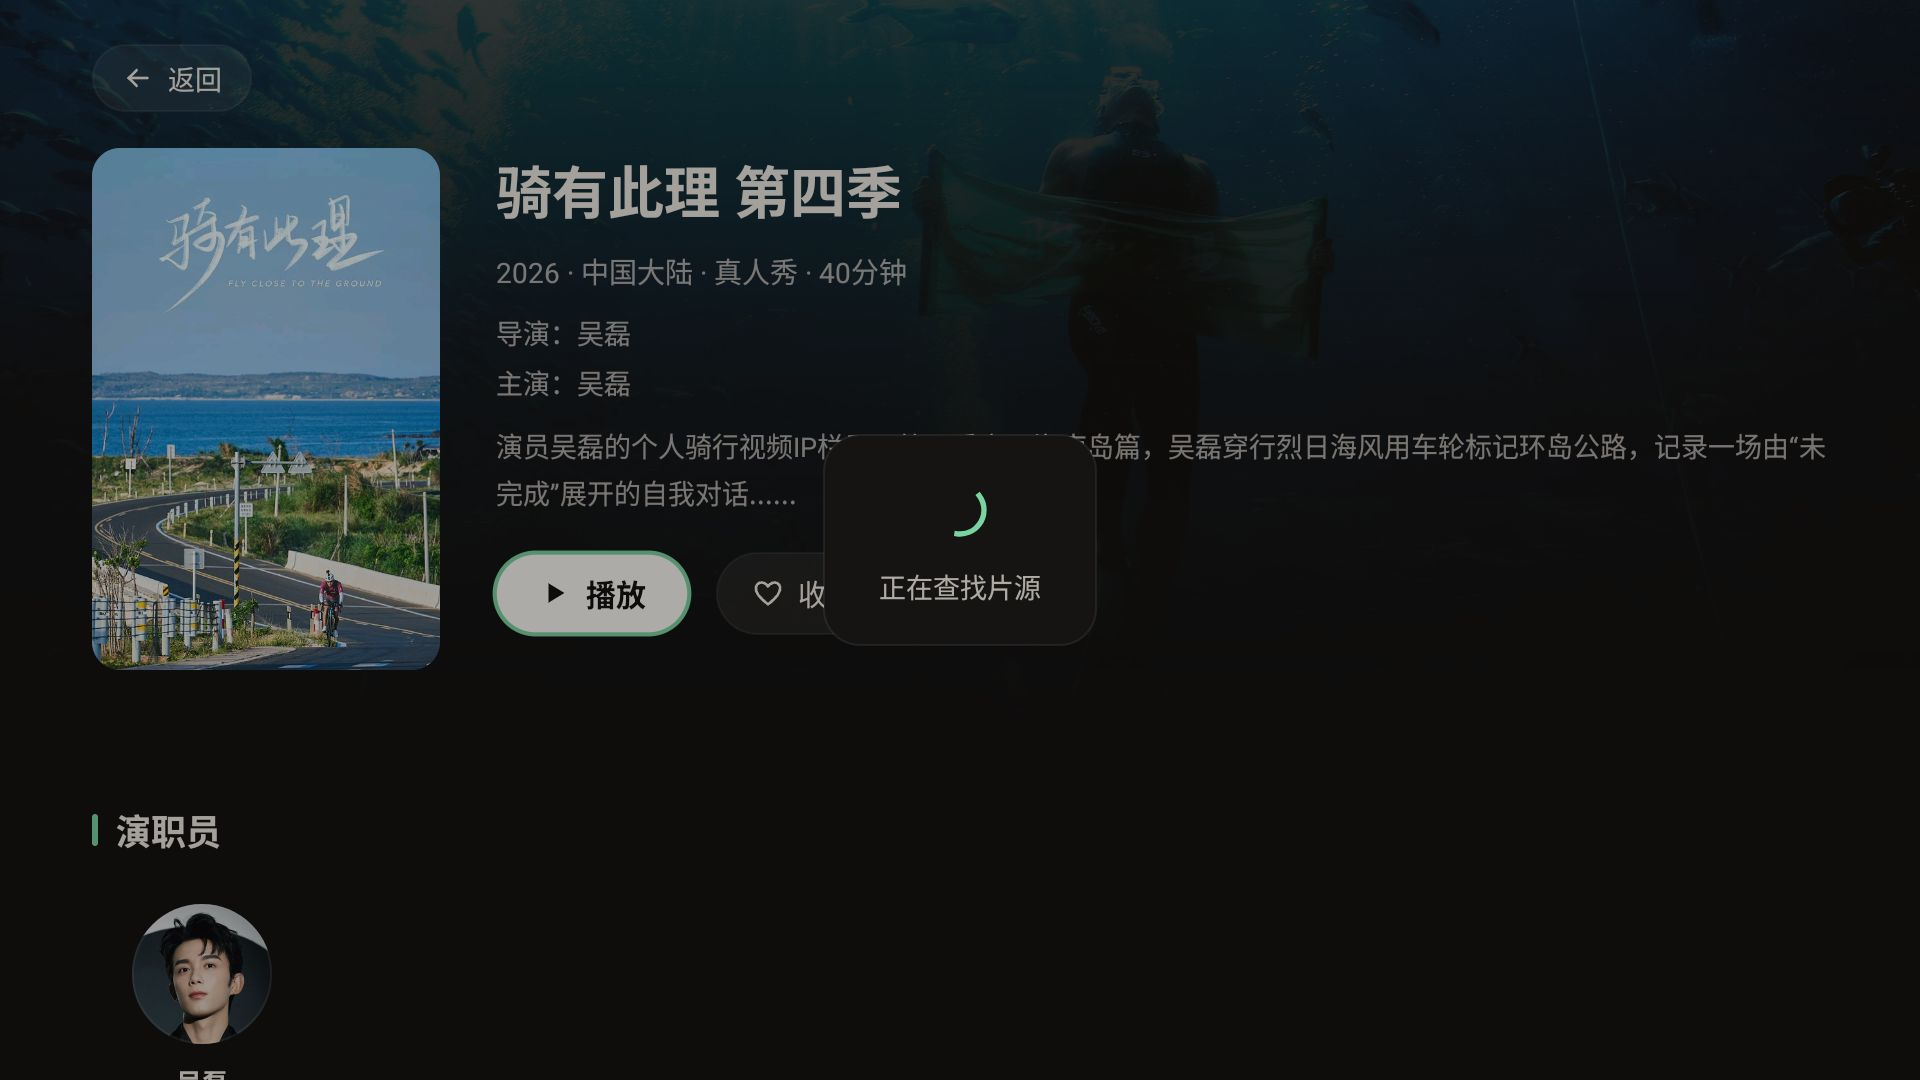 返回
骑有此理
FLY CLOSE TO THE GROUND
骑有此理 第四季
2026 · 中国大陆 · 真人秀 · 40分钟
导演：吴磊
主演：吴磊
演员吴磊的个人骑行视频IP 岛篇，吴磊穿行烈日海风用车轮标记环岛公路，记录一场由“未
完成”展开的自我对话......
播放
收
正在查找片源
演职员
吴磊